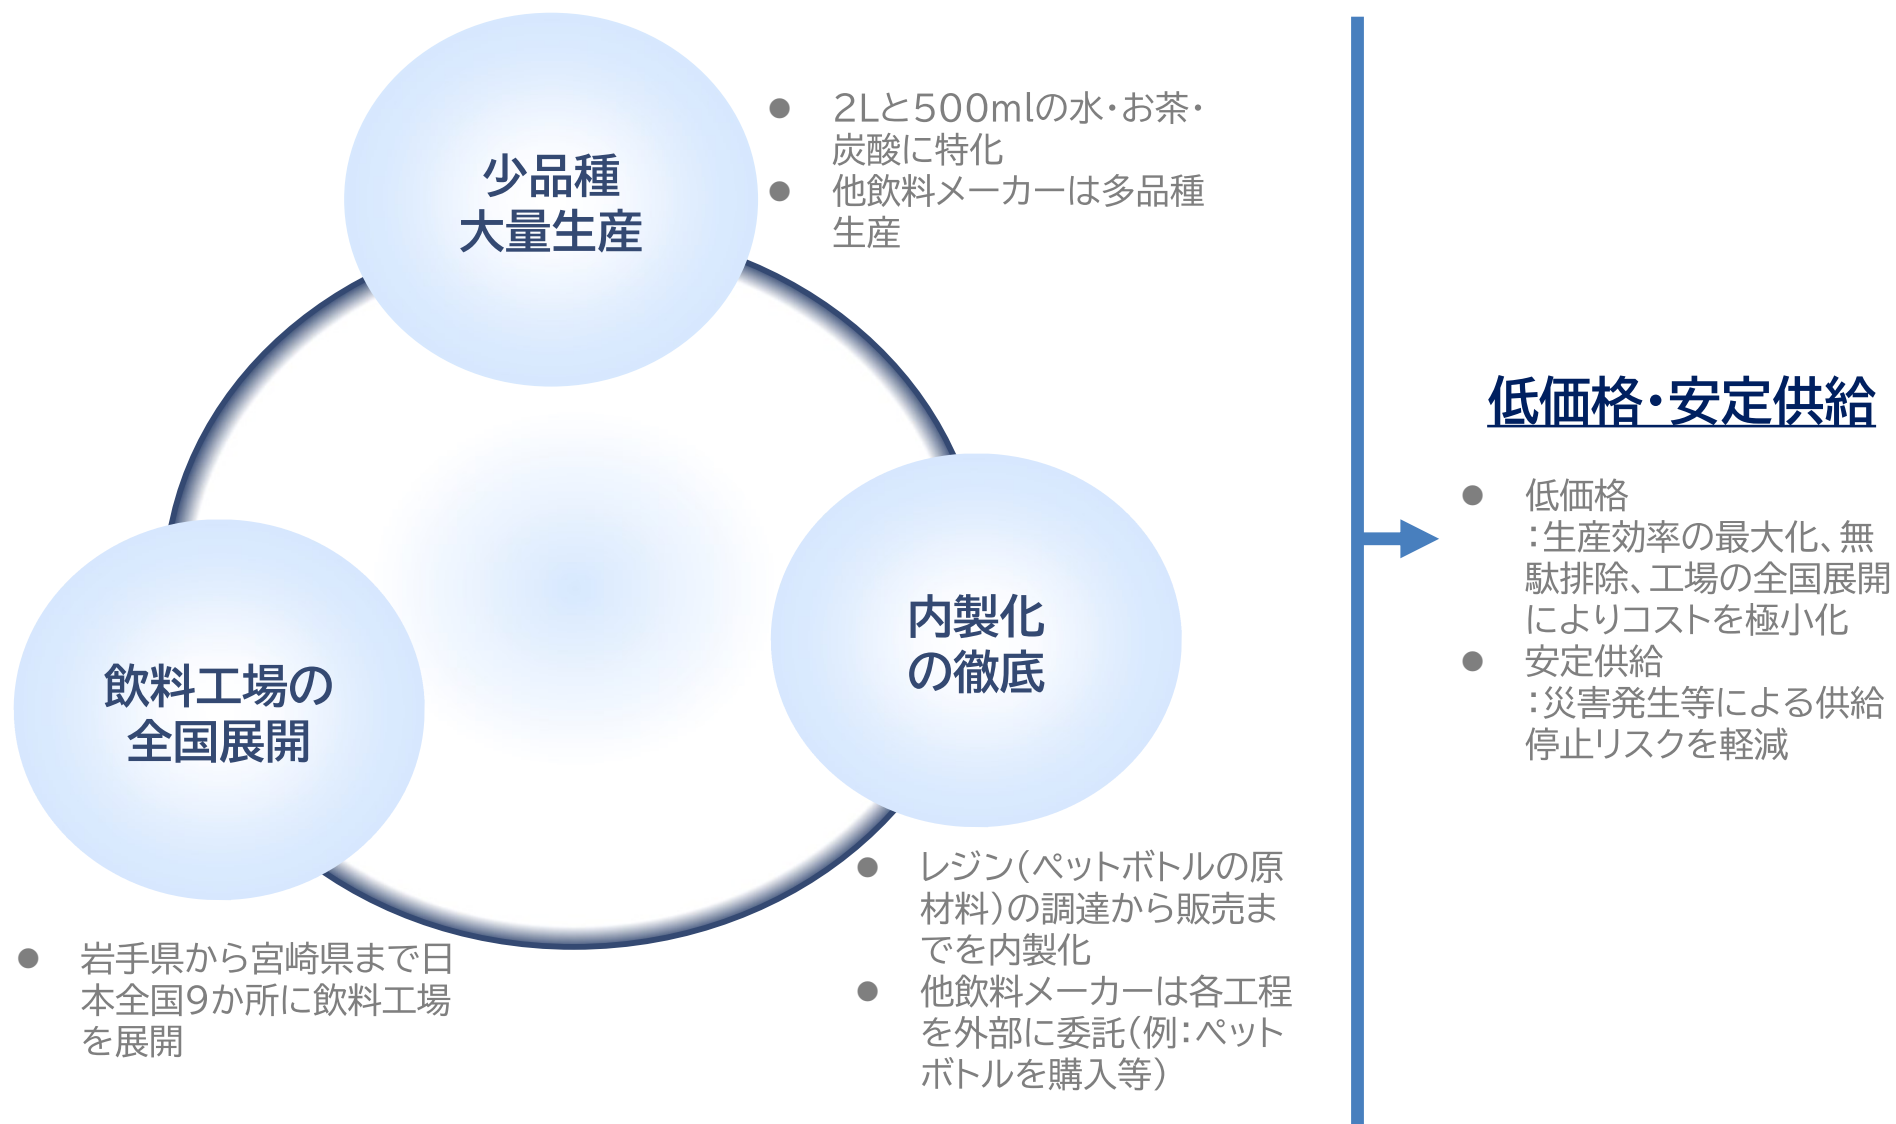 少品種
大量生産
● 2Lと500mlの水・お茶・
炭酸に特化
● 他飲料メーカーは多品種
生産
内製化
の徹底
● レジン(ペットボトルの原
材料)の調達から販売ま
でを内製化
● 他飲料メーカーは各工程
を外部に委託(例:ペット
ボトルを購入等)
飲料工場の
全国展開
● 岩手県から宮崎県まで日
本全国9か所に飲料工場
を展開
低価格・安定供給
● 低価格
:生産効率の最大化、無
駄排除、工場の全国展開
によりコストを極小化
● 安定供給
:災害発生等による供給
停止リスクを軽減